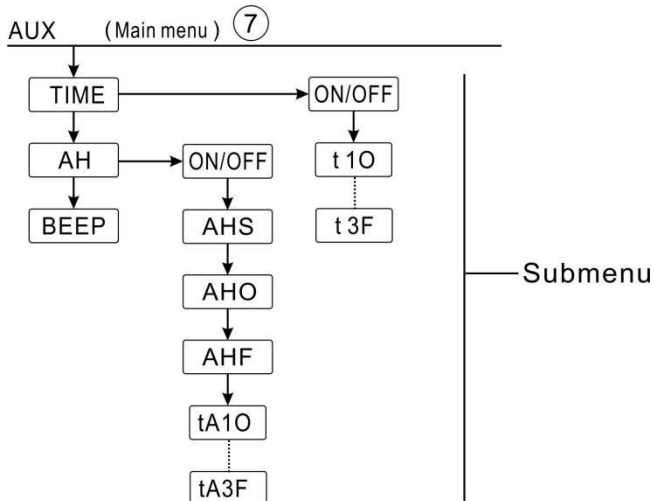 AUX (Main menu) 7
TIME ON/OFF
AH ON/OFF t 1O
BEEP AHS t 3F
Submenu
AHO
AHF
tA1O
tA3F